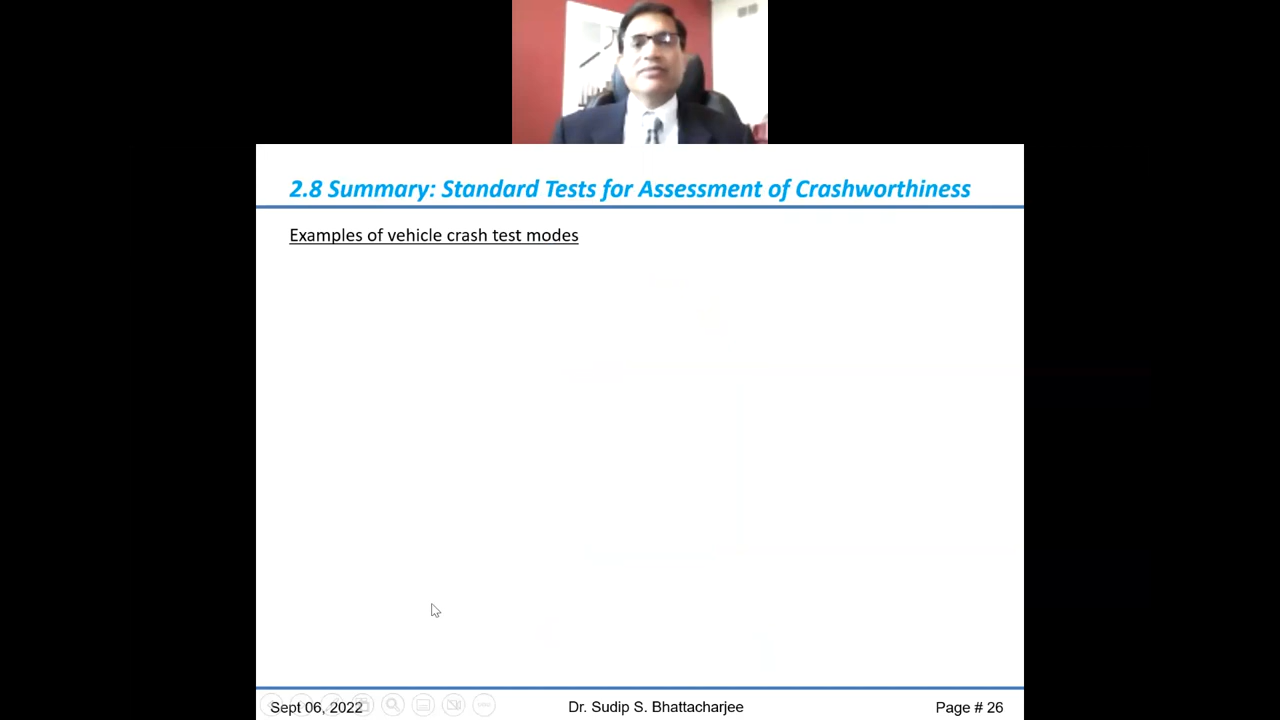 2.8 Summary: Standard Tests for Assessment of Crashworthiness
Examples of vehicle crash test modes
Sept 06, 2022
Dr. Sudip S. Bhattacharjee
Page # 26